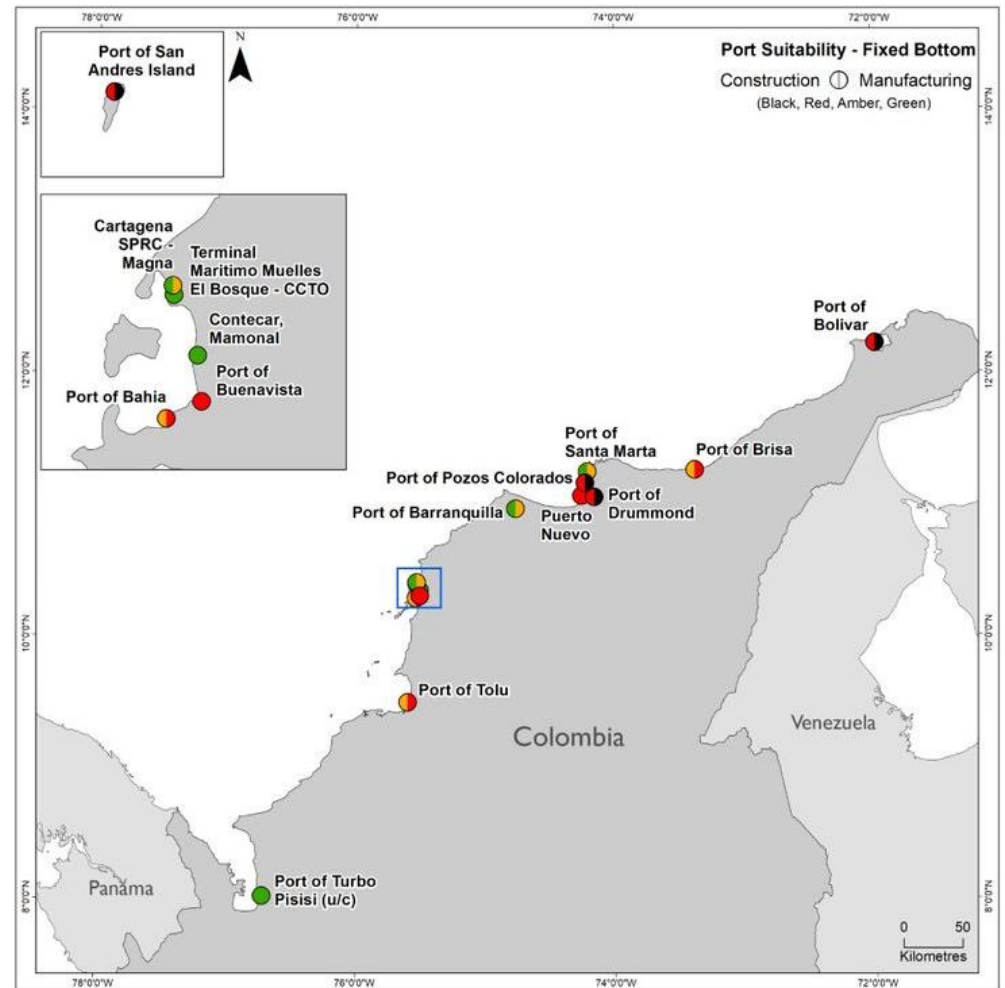 78°0'0"W
76°0'0"W
74°0'0"W
72°0'0"W
Port of San
Andres Island
N
Port Suitability - Fixed Bottom
Construction Manufacturing
(Black, Red, Amber, Green)
14°0'0"N
14°0'0"N
Cartagena
SPRC -
Magna
Terminal
Maritimo Muelles
El Bosque - CCTO
Contecar,
Mamonal
Port of
Buenavista
Port of Bahia
Port of
Bolivar
12°0'0"N
12°0'0"N
Port of
Santa Marta
Port of Brisa
Port of Pozos Colorados
Port of
Drummond
Port of Barranquilla
Puerto
Nuevo
10°0'0"N
10°0'0"N
Port of Tolu
Colombia
Venezuela
Panama
Port of Turbo
Pisisi (u/c)
8°0'0"N
8°0'0"N
0 50
Kilometres
78°0'0"W
76°0'0"W
74°0'0"W
72°0'0"W